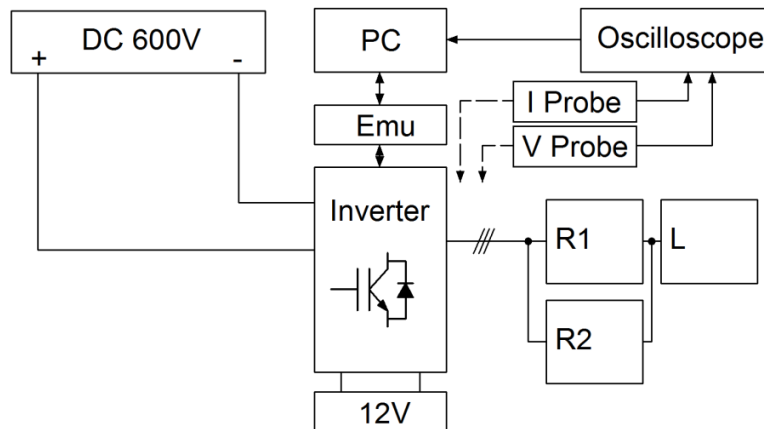 DC 600V
+ -
PC
Oscilloscope
I Probe
Emu
V Probe
Inverter
R1
L
R2
12V